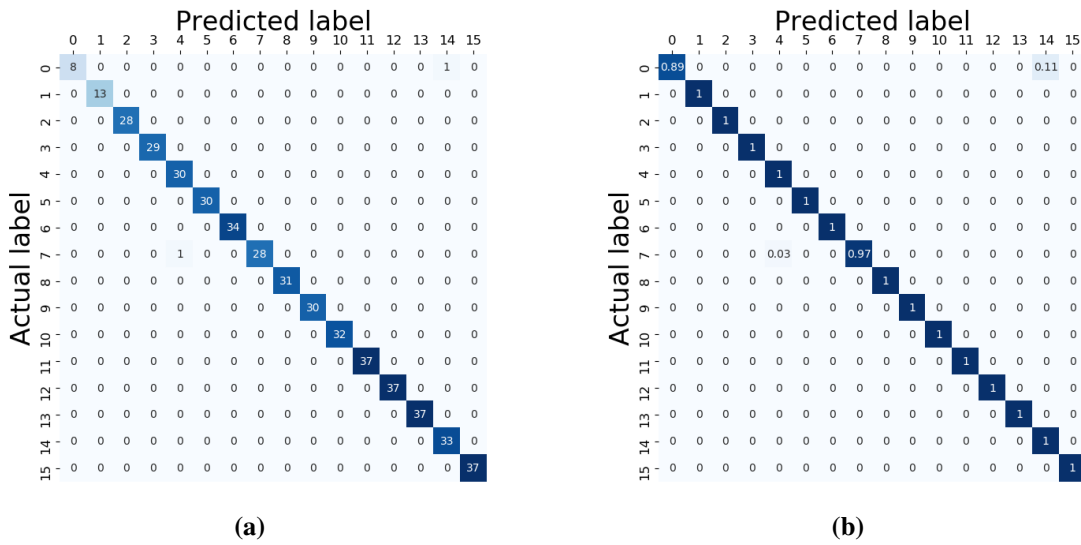 Predicted label
0 1 2 3 4 5 6 7 8 9 10 11 12 13 14 15
Actual label
0 8 0 0 0 0 0 0 0 0 0 0 0 0 0 1 0
1 0 13 0 0 0 0 0 0 0 0 0 0 0 0 0 0
2 0 0 28 0 0 0 0 0 0 0 0 0 0 0 0 0
3 0 0 0 29 0 0 0 0 0 0 0 0 0 0 0 0
4 0 0 0 0 30 0 0 0 0 0 0 0 0 0 0 0
5 0 0 0 0 0 30 0 0 0 0 0 0 0 0 0 0
6 0 0 0 0 0 0 34 0 0 0 0 0 0 0 0 0
7 0 0 0 0 1 0 0 28 0 0 0 0 0 0 0 0
8 0 0 0 0 0 0 0 0 31 0 0 0 0 0 0 0
9 0 0 0 0 0 0 0 0 0 30 0 0 0 0 0 0
10 0 0 0 0 0 0 0 0 0 0 32 0 0 0 0 0
11 0 0 0 0 0 0 0 0 0 0 0 37 0 0 0 0
12 0 0 0 0 0 0 0 0 0 0 0 0 37 0 0 0
13 0 0 0 0 0 0 0 0 0 0 0 0 0 37 0 0
14 0 0 0 0 0 0 0 0 0 0 0 0 0 0 33 0
15 0 0 0 0 0 0 0 0 0 0 0 0 0 0 0 37
(a)
Predicted label
0 1 2 3 4 5 6 7 8 9 10 11 12 13 14 15
Actual label
0 0.89 0 0 0 0 0 0 0 0 0 0 0 0 0 0.11 0
1 0 1 0 0 0 0 0 0 0 0 0 0 0 0 0 0
2 0 0 1 0 0 0 0 0 0 0 0 0 0 0 0 0
3 0 0 0 1 0 0 0 0 0 0 0 0 0 0 0 0
4 0 0 0 0 1 0 0 0 0 0 0 0 0 0 0 0
5 0 0 0 0 0 1 0 0 0 0 0 0 0 0 0 0
6 0 0 0 0 0 0 1 0 0 0 0 0 0 0 0 0
7 0 0 0 0 0.03 0 0 0.97 0 0 0 0 0 0 0 0
8 0 0 0 0 0 0 0 0 1 0 0 0 0 0 0 0
9 0 0 0 0 0 0 0 0 0 1 0 0 0 0 0 0
10 0 0 0 0 0 0 0 0 0 0 1 0 0 0 0 0
11 0 0 0 0 0 0 0 0 0 0 0 1 0 0 0 0
12 0 0 0 0 0 0 0 0 0 0 0 0 1 0 0 0
13 0 0 0 0 0 0 0 0 0 0 0 0 0 1 0 0
14 0 0 0 0 0 0 0 0 0 0 0 0 0 0 1 0
15 0 0 0 0 0 0 0 0 0 0 0 0 0 0 0 1
(b)